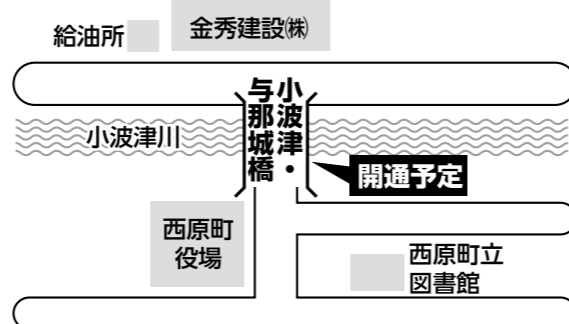 給油所
金秀建設㈱
小波津・
与那城橋
小波津川
開通予定
西原町
役場
西原町立
図書館